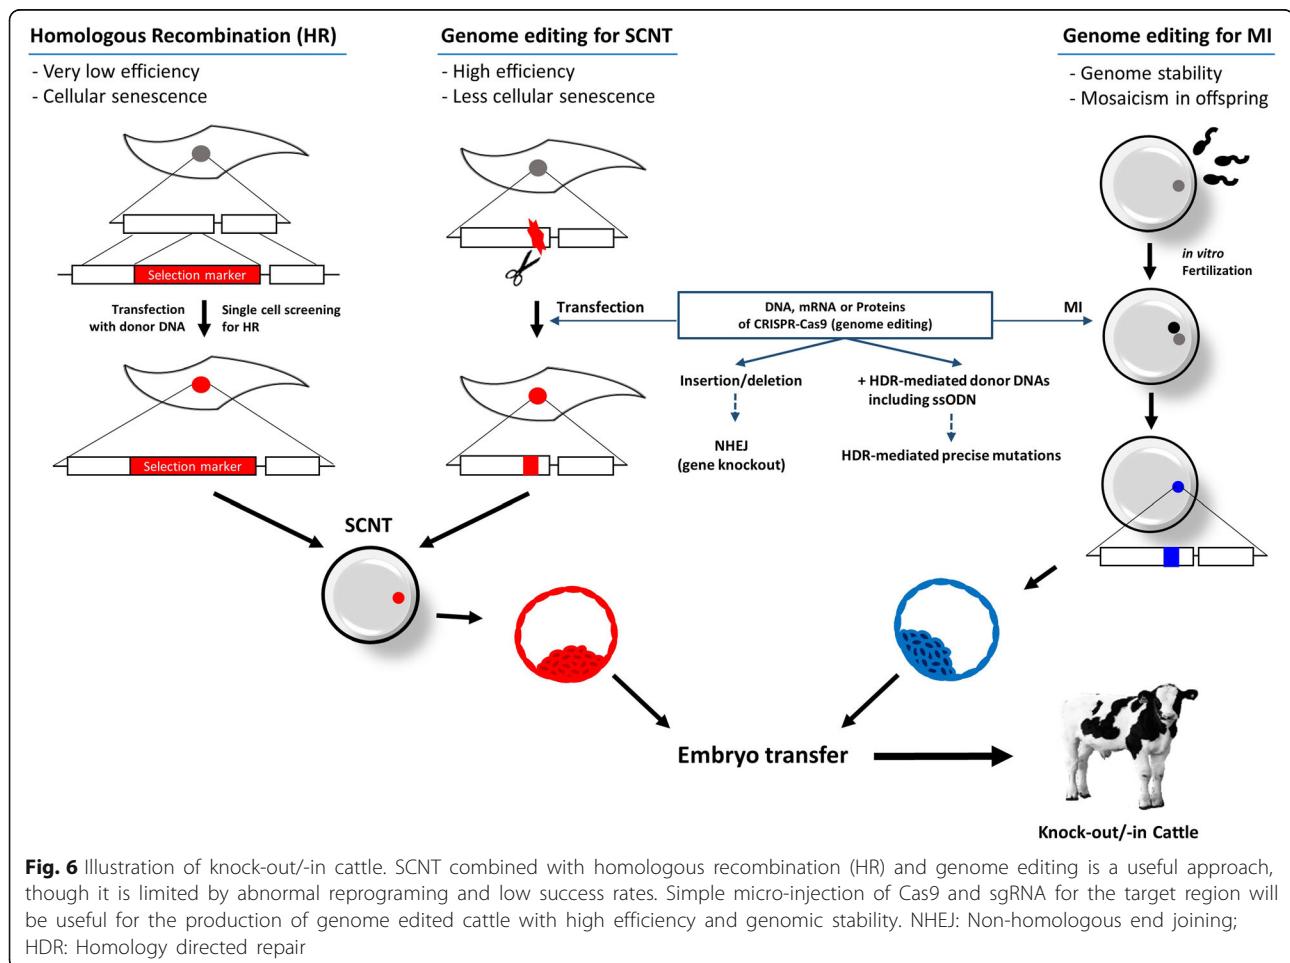 Homologous Recombination (HR)
- Very low efficiency
- Cellular senescence
Genome editing for SCNT
- High efficiency
- Less cellular senescence
Genome editing for MI
- Genome stability
- Mosaicism in offspring
Selection marker
Transfection
with donor DNA
Single cell screening
for HR
Selection marker
Transfection
DNA, mRNA or Proteins
of CRISPR-Cas9 (genome editing)
MI
in vitro
Fertilization
Insertion/deletion
NHEJ
(gene knockout)
+ HDR-mediated donor DNAs
including ssODN
HDR-mediated precise mutations
SCNT
Embryo transfer
Knock-out/-in Cattle
Fig. 6 Illustration of knock-out/-in cattle. SCNT combined with homologous recombination (HR) and genome editing is a useful approach,
though it is limited by abnormal reprograming and low success rates. Simple micro-injection of Cas9 and sgRNA for the target region will
be useful for the production of genome edited cattle with high efficiency and genomic stability. NHEJ: Non-homologous end joining;
HDR: Homology directed repair